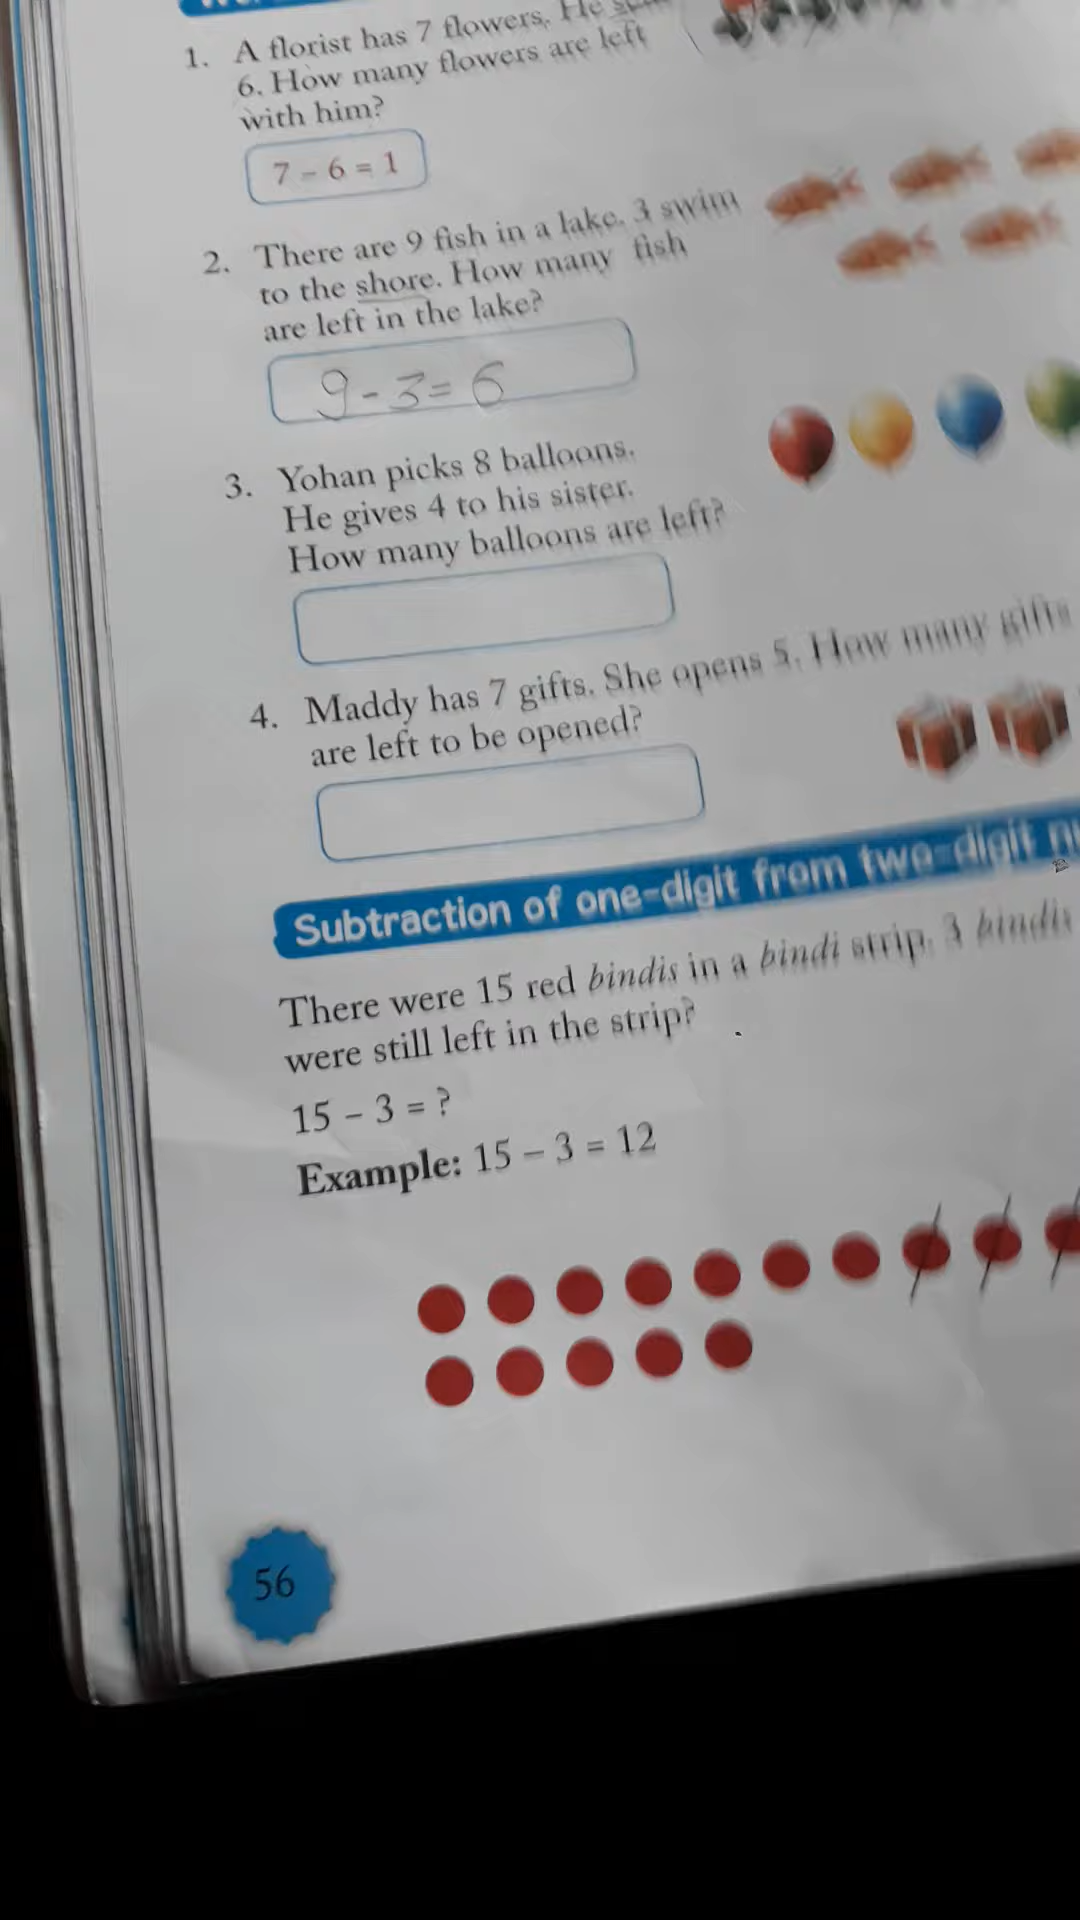 1. A florist has 7 flowers. He
6. How many flowers are left
with him?
7 - 6 = 1
2. There are 9 fish in a lake. 3 swim
to the shore. How many fish
are left in the lake?
9 - 3 = 6
3. Yohan picks 8 balloons.
He gives 4 to his sister.
How many balloons are left?
4. Maddy has 7 gifts. She opens 5. How many gifts
are left to be opened?
Subtraction of one-digit from two-digit
There were 15 red bindis in a bindi strip. 3 bindis
were still left in the strip?
15 - 3 = ?
Example: 15 - 3 = 12
56